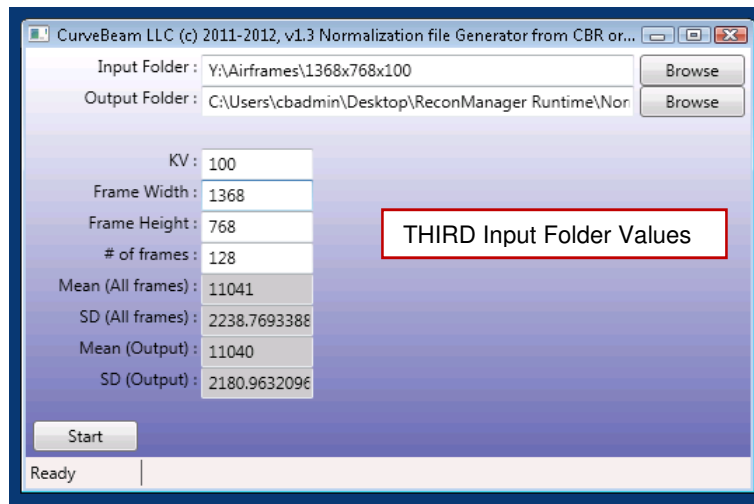 CurveBeam LLC (c) 2011-2012, v1.3 Normalization file Generator from CBR or...
Input Folder : Y:\Airframes\1368x768x100 Browse
Output Folder : C:\Users\cbadmin\Desktop\ReconManager Runtime\Nor Browse
KV : 100
Frame Width : 1368
Frame Height : 768
# of frames : 128
Mean (All frames) : 11041
SD (All frames) : 2238.7693388
Mean (Output) : 11040
SD (Output) : 2180.9632096
THIRD Input Folder Values
Start
Ready